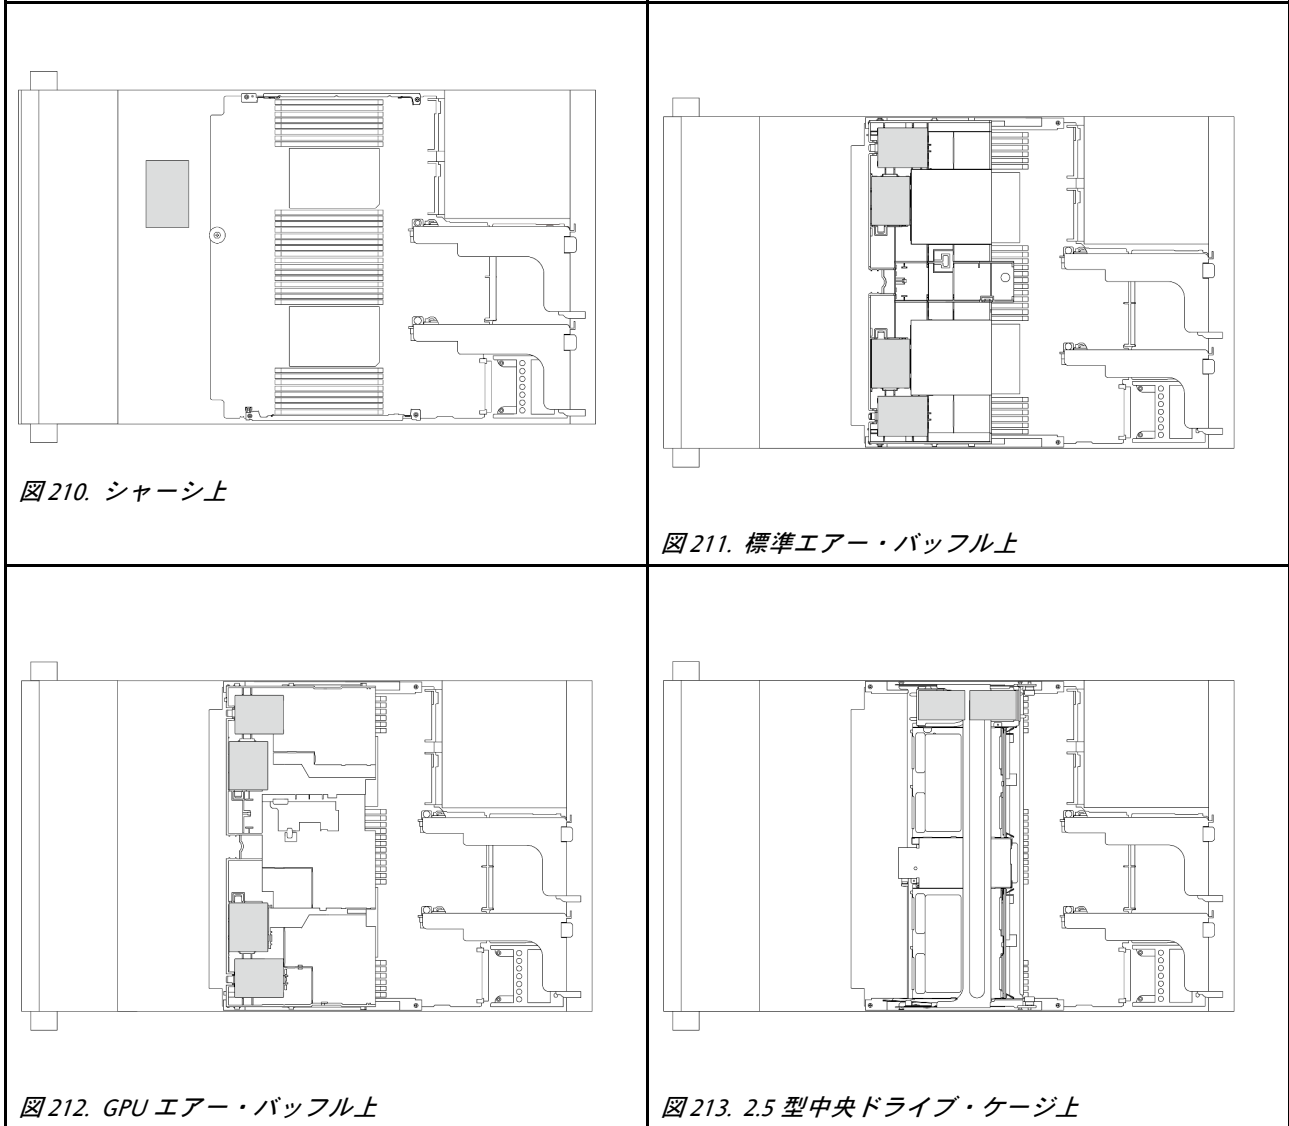 図 210. シャーシ上
図 211. 標準エアー・バッフル上
図 212. GPU エアー・バッフル上
図 213. 2.5 型中央ドライブ・ケージ上